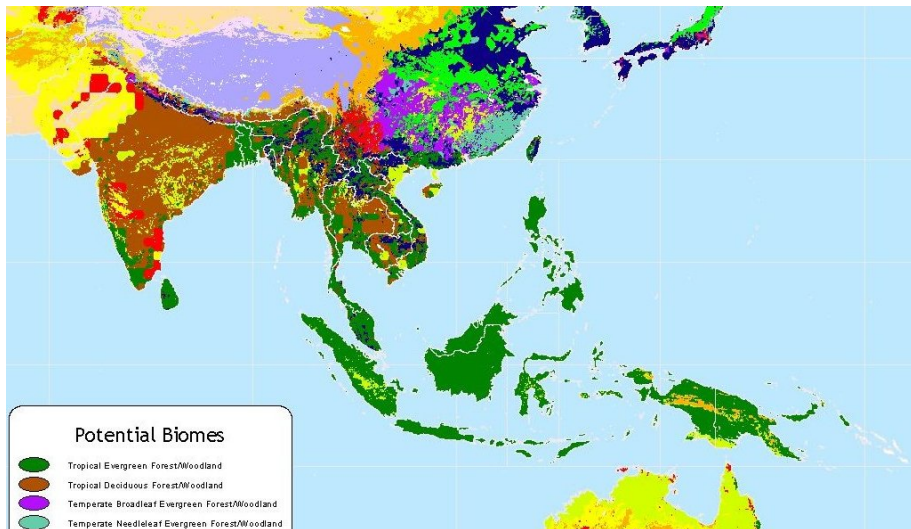 Potential Biomes
Tropical Evergreen Forest/Woodland
Tropical Deciduous Forest/Woodland
Temperate Broadleaf Evergreen Forest/Woodland
Temperate Needleleaf Evergreen Forest/Woodland